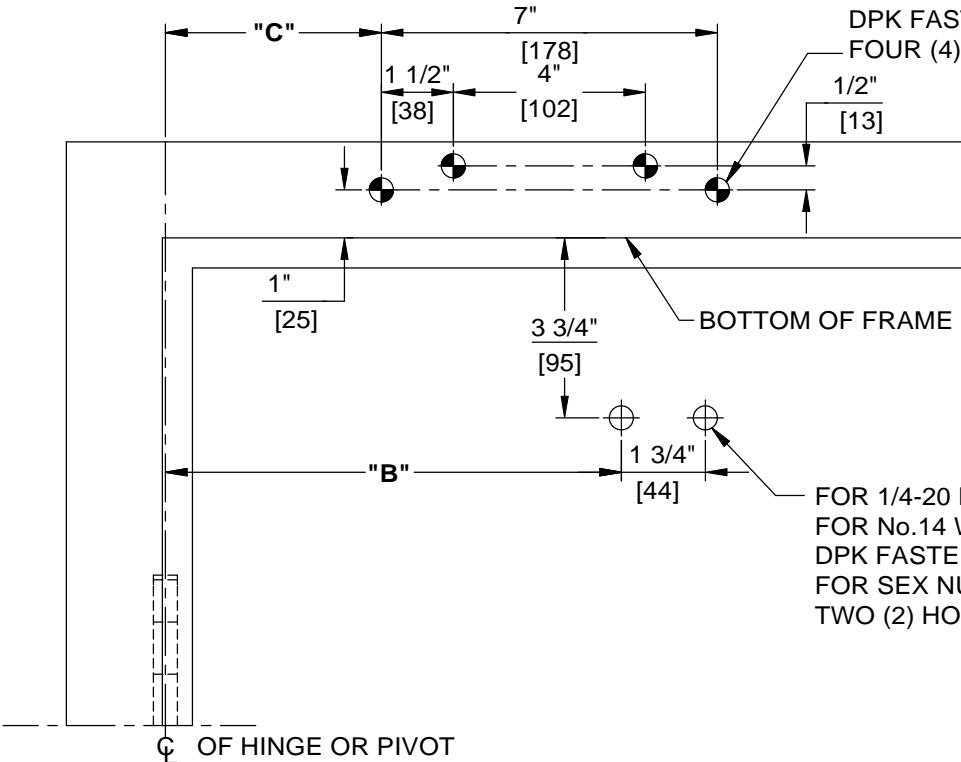 "C"
7"
[178]
DPK FAST
FOUR (4)
1 1/2"
[38]
4"
[102]
1/2"
[13]
1"
[25]
3 3/4"
[95]
BOTTOM OF FRAME
"B"
1 3/4"
[44]
FOR 1/4-20
FOR No.14
DPK FASTE
FOR SEX NU
TWO (2) HO
℄ OF HINGE OR PIVOT